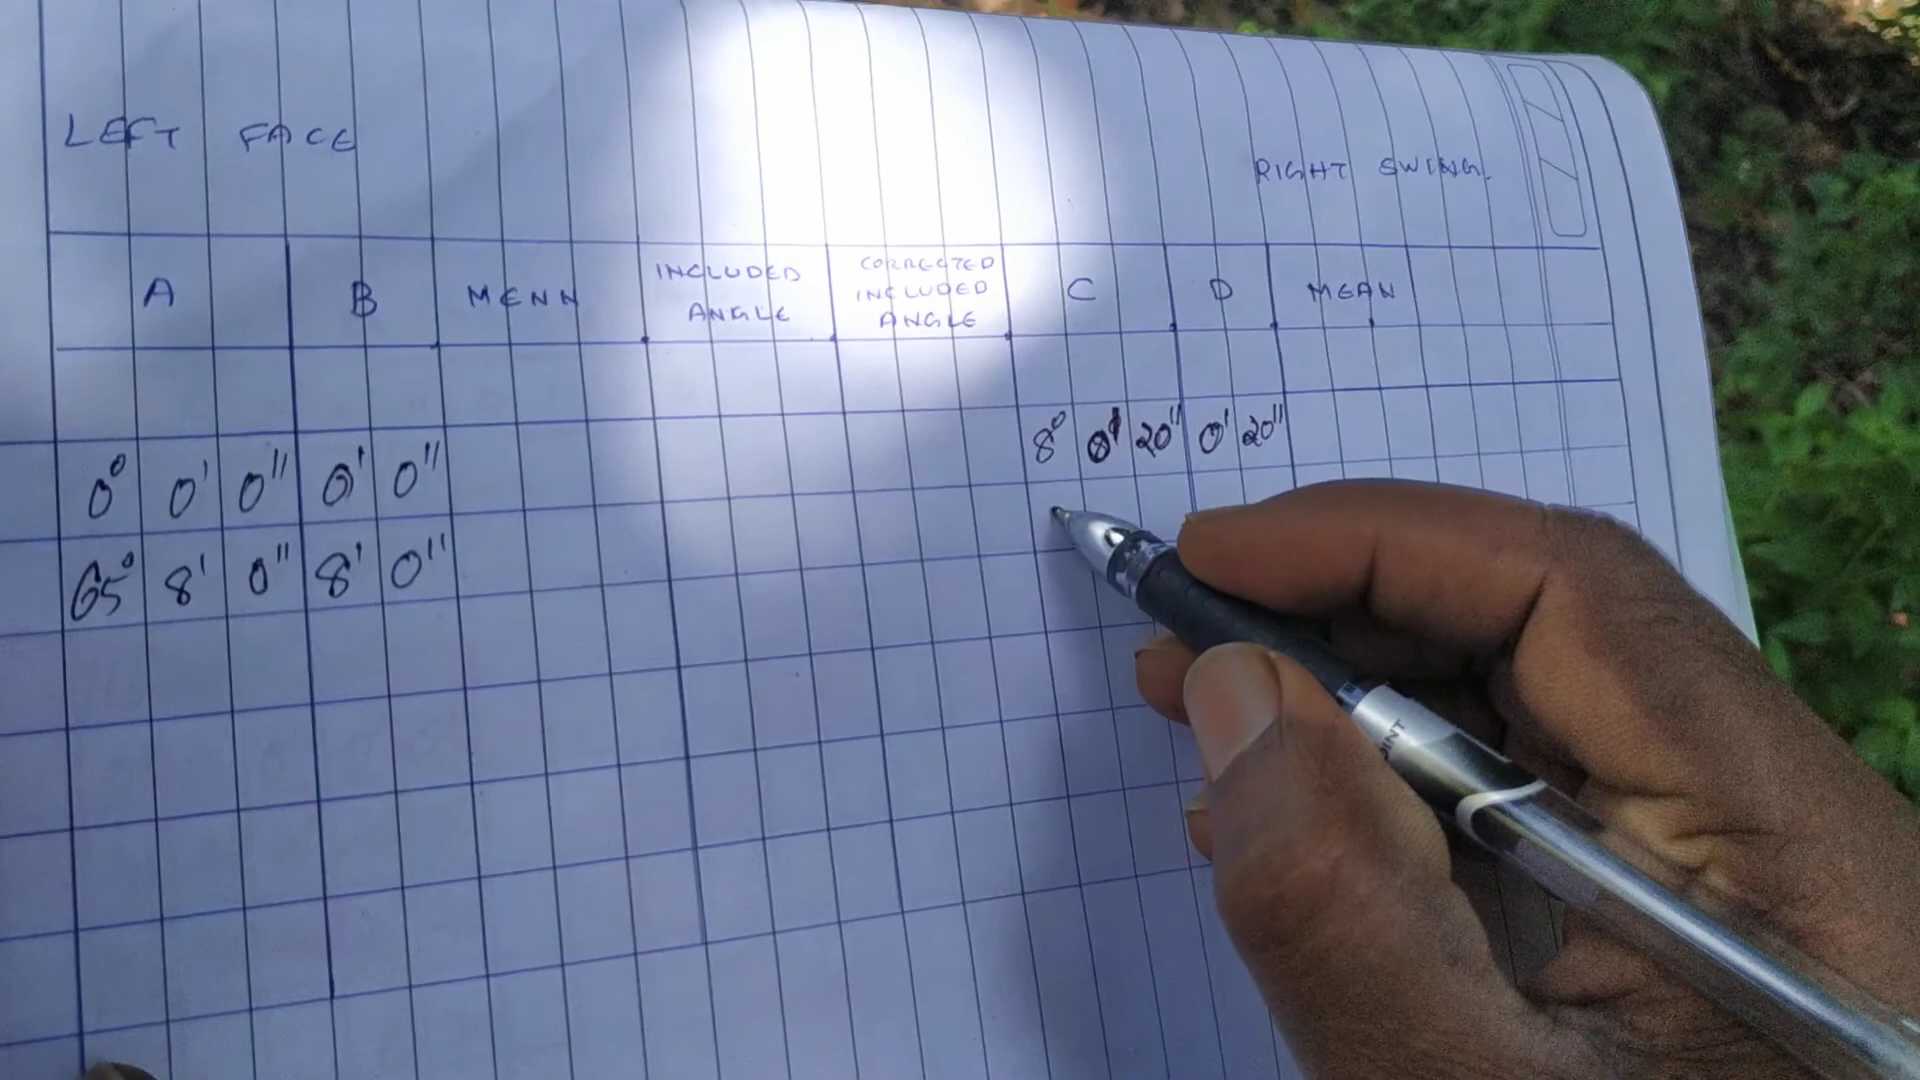 LEFT FACE
RIGHT SWING.
A B MENN INCLUDED ANGLE CORRECTED INCLUDED ANGLE C D MEAN
8° 0' 20" 0' 20"
0° 0' 0" 0' 0"
65° 8' 0" 8' 0"